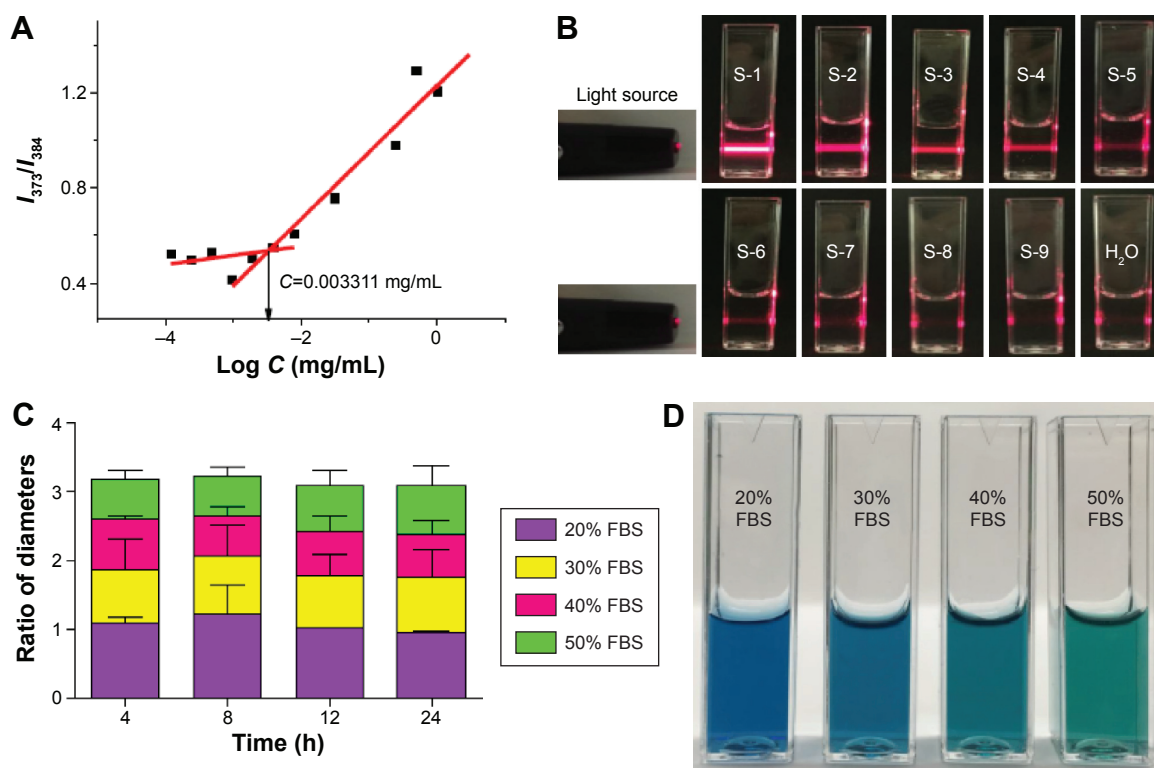 A
I373/I384
1.2
0.8
0.4
C=0.003311 mg/mL
–4
–2
0
Log C (mg/mL)
B
Light source
S-1
S-2
S-3
S-4
S-5
S-6
S-7
S-8
S-9
H2O
C
Ratio of diameters
4
3
2
1
0
4
8
12
24
Time (h)
20% FBS
30% FBS
40% FBS
50% FBS
D
20%
FBS
30%
FBS
40%
FBS
50%
FBS